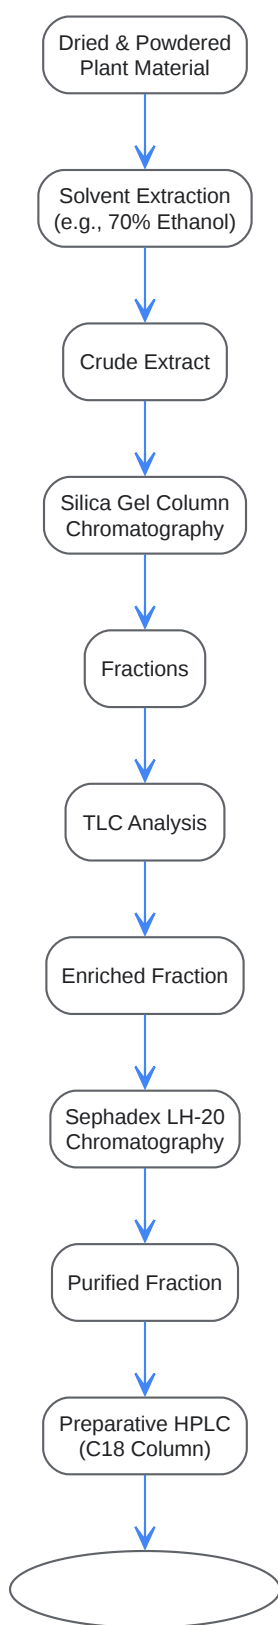 Dried & Powdered
Plant Material
Solvent Extraction
(e.g., 70% Ethanol)
Crude Extract
Silica Gel Column
Chromatography
Fractions
TLC Analysis
Enriched Fraction
Sephadex LH-20
Chromatography
Purified Fraction
Preparative HPLC
(C18 Column)